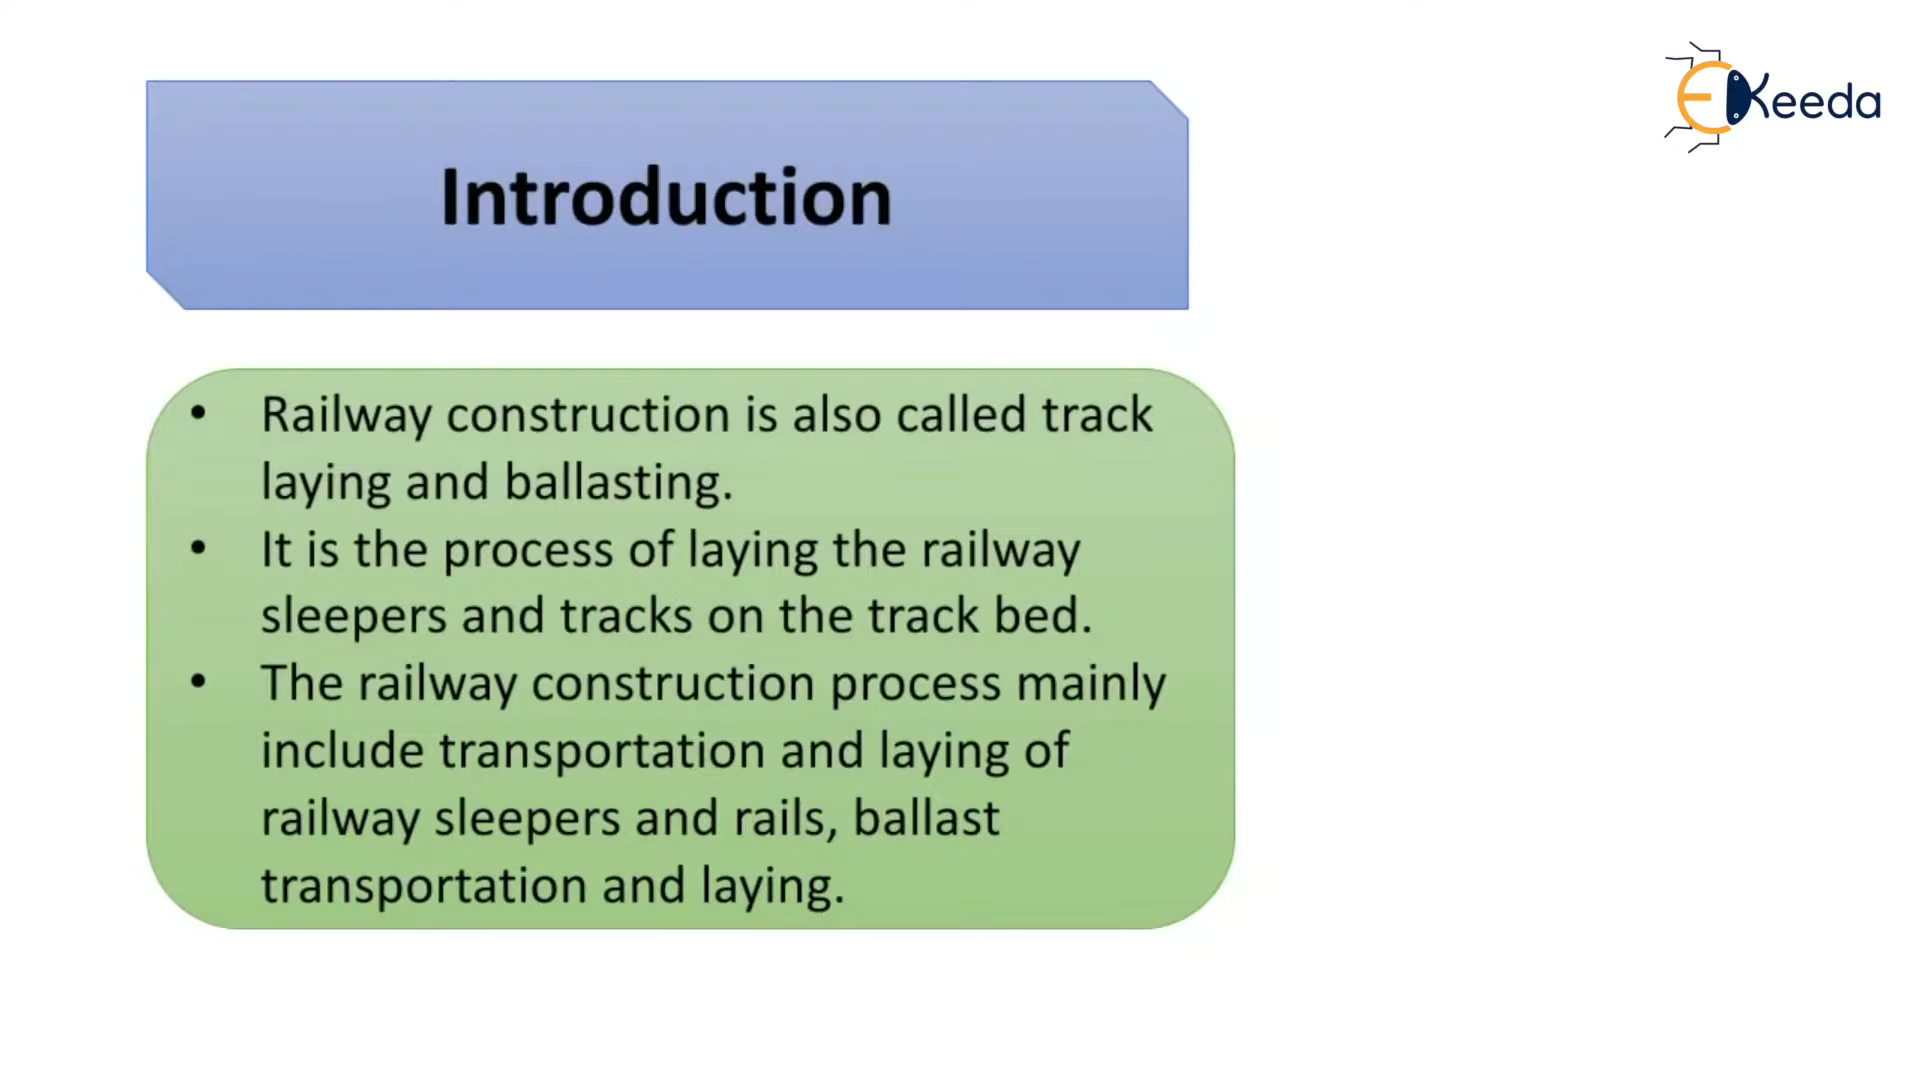 EKeeda
Introduction
• Railway construction is also called track
laying and ballasting.
• It is the process of laying the railway
sleepers and tracks on the track bed.
• The railway construction process mainly
include transportation and laying of
railway sleepers and rails, ballast
transportation and laying.